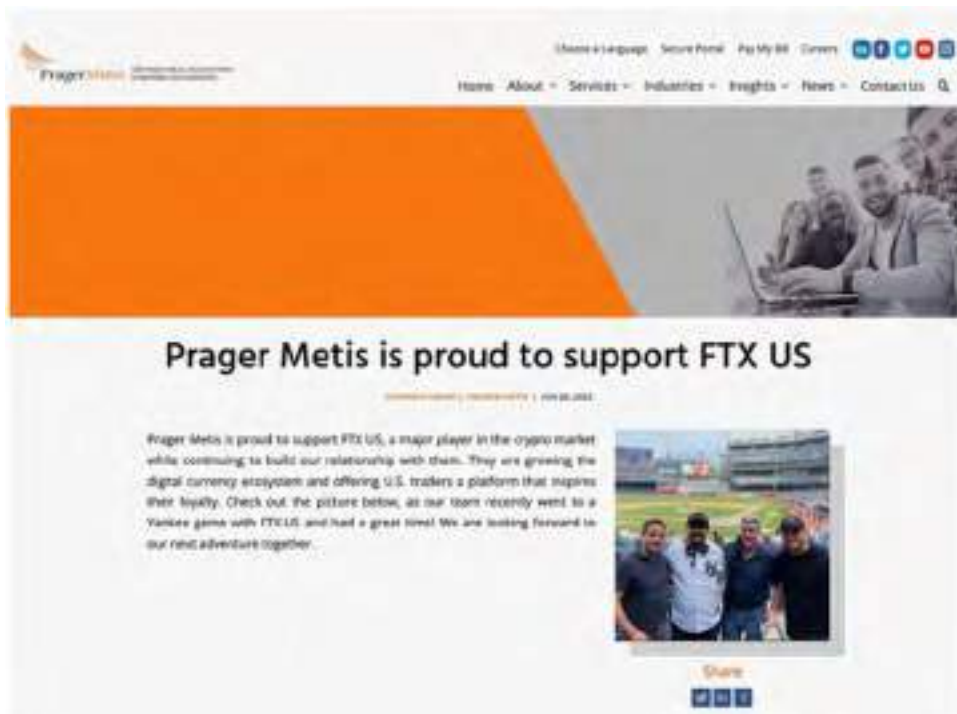 Choose a Language Secure Portal Pay My Bill Careers
PragerMetis
Home About Services Industries Insights News Contact Us
Prager Metis is proud to support FTX US
Prager Metis is proud to support FTX US, a major player in the crypto market
while continuing to build our relationship with them. They are growing the
digital currency ecosystem and offering U.S. traders a platform that inspires
their loyalty. Check out the picture below, as our team recently went to a
Yankee game with FTX US and had a great time! We are looking forward to
our next adventure together.
Share